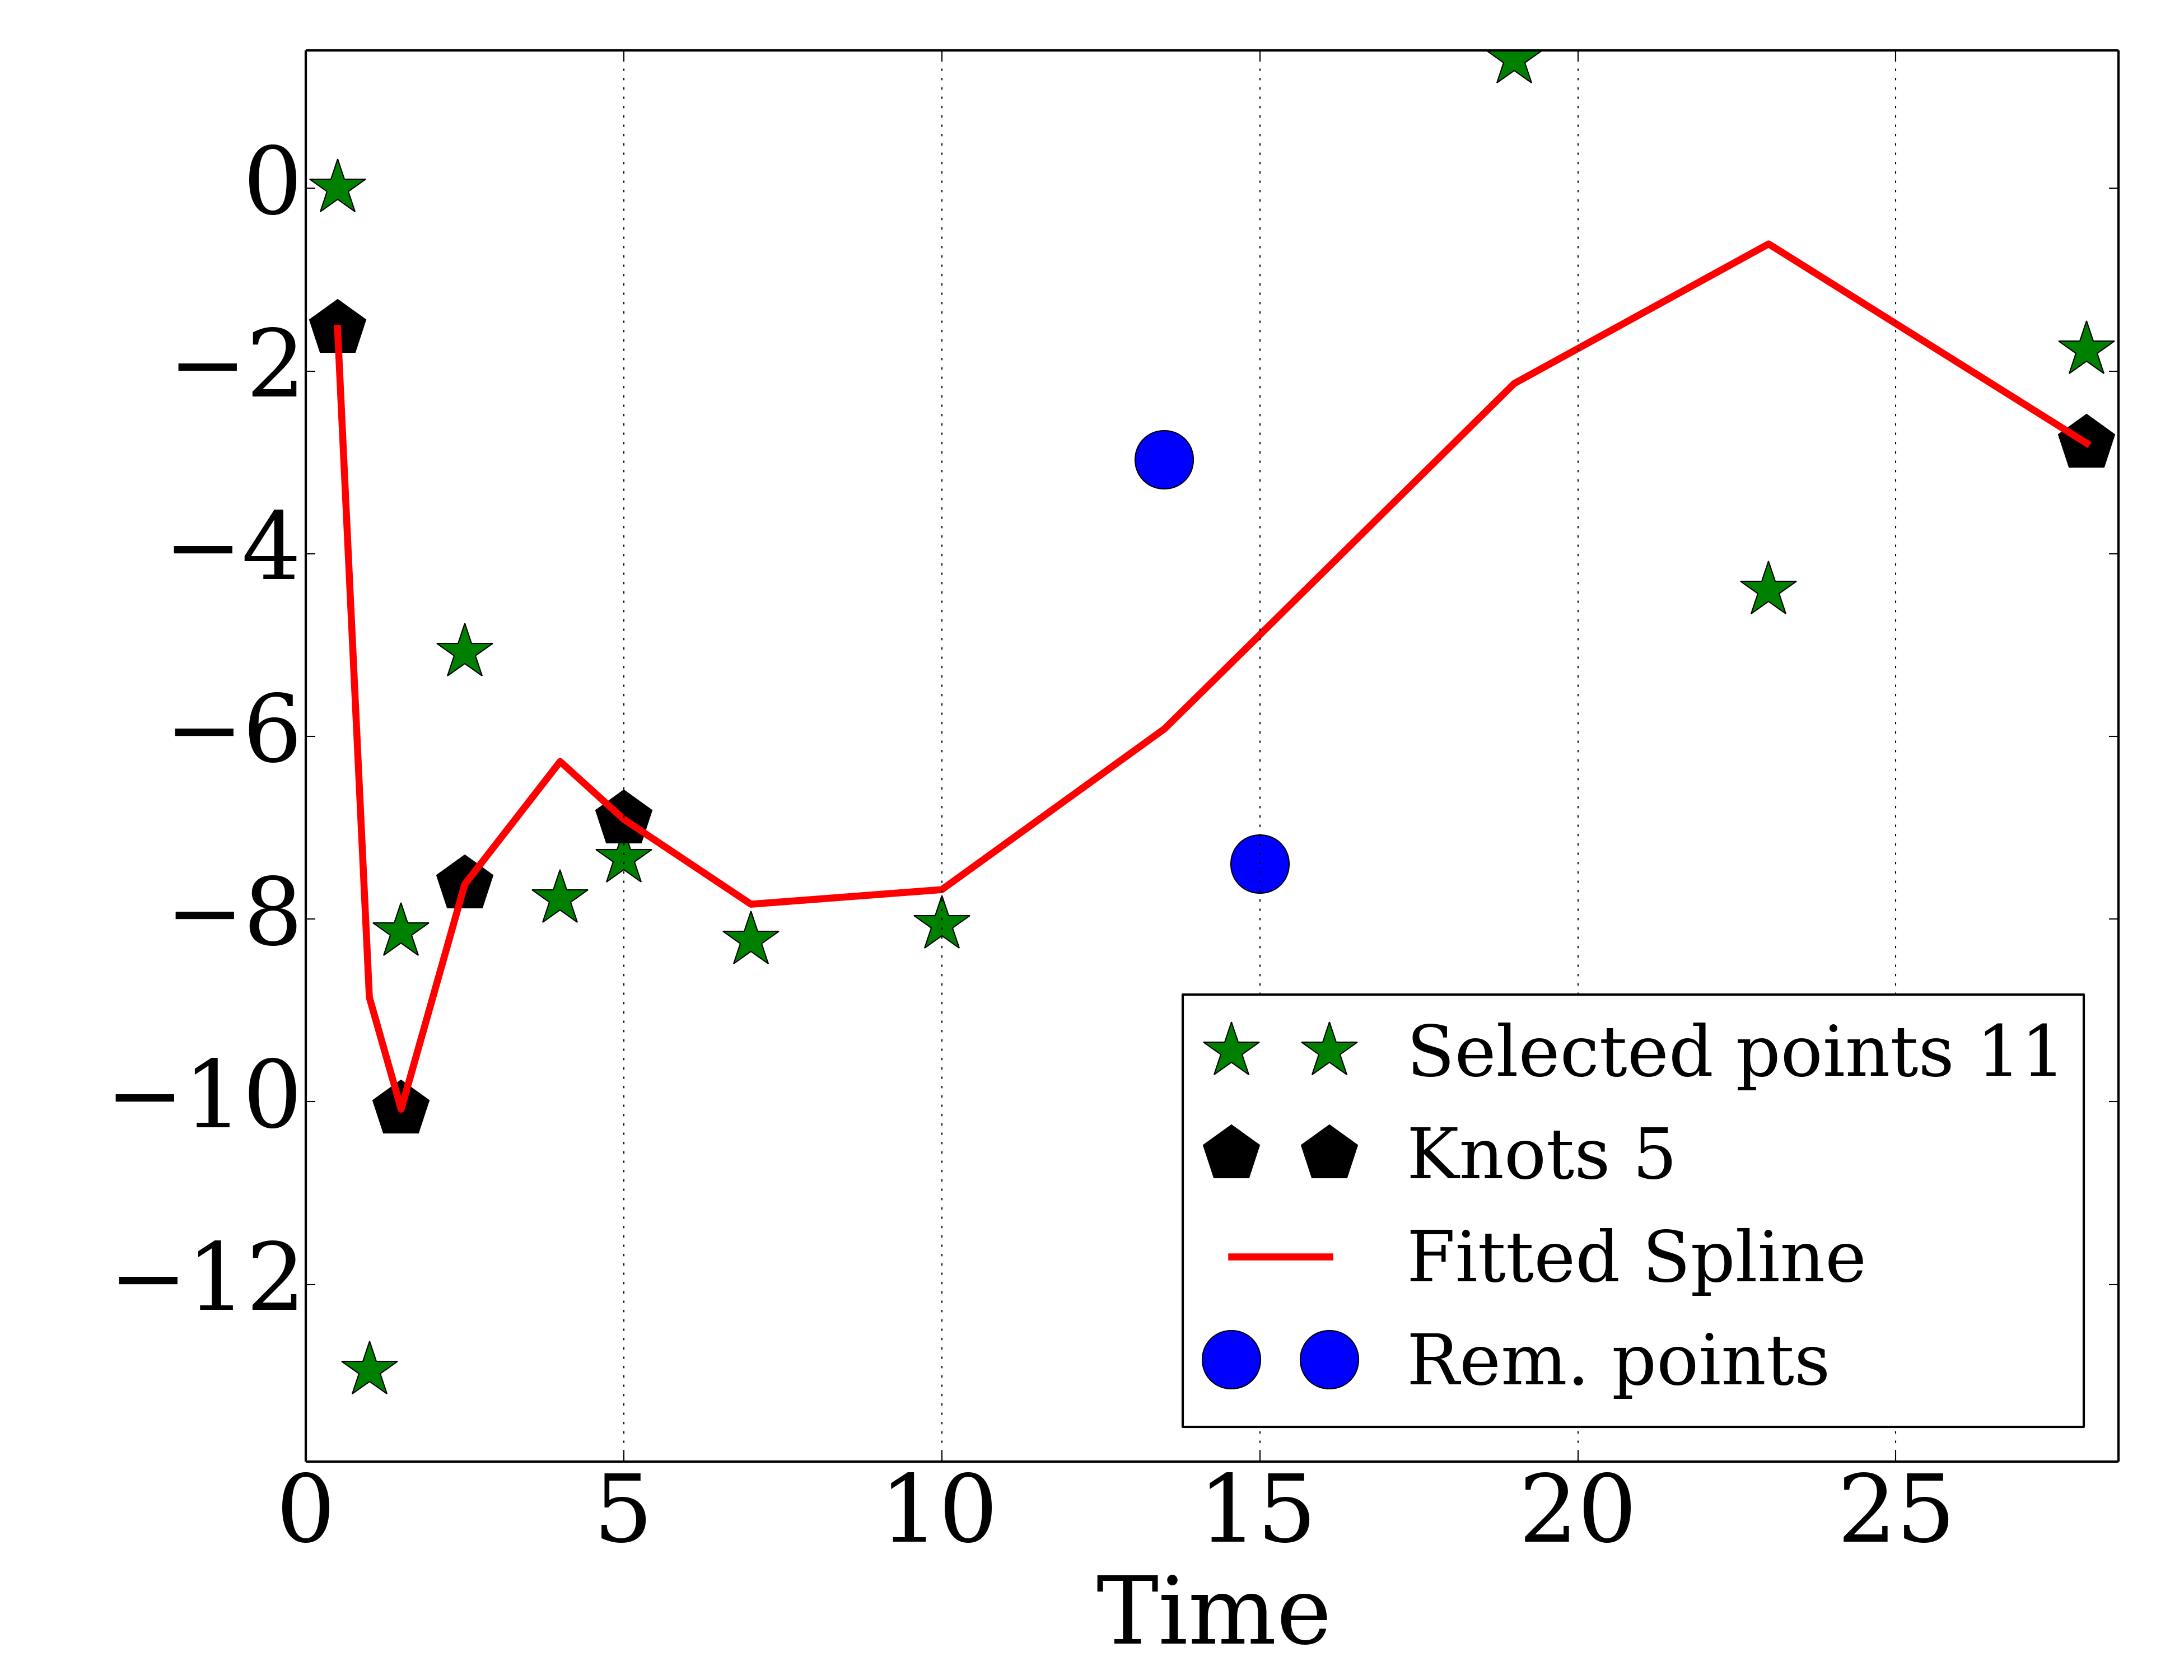 0
−2
−4
−6
−8
−10
−12
0 5 10 15 20 25
Time
Selected points 11
Knots 5
Fitted Spline
Rem. points